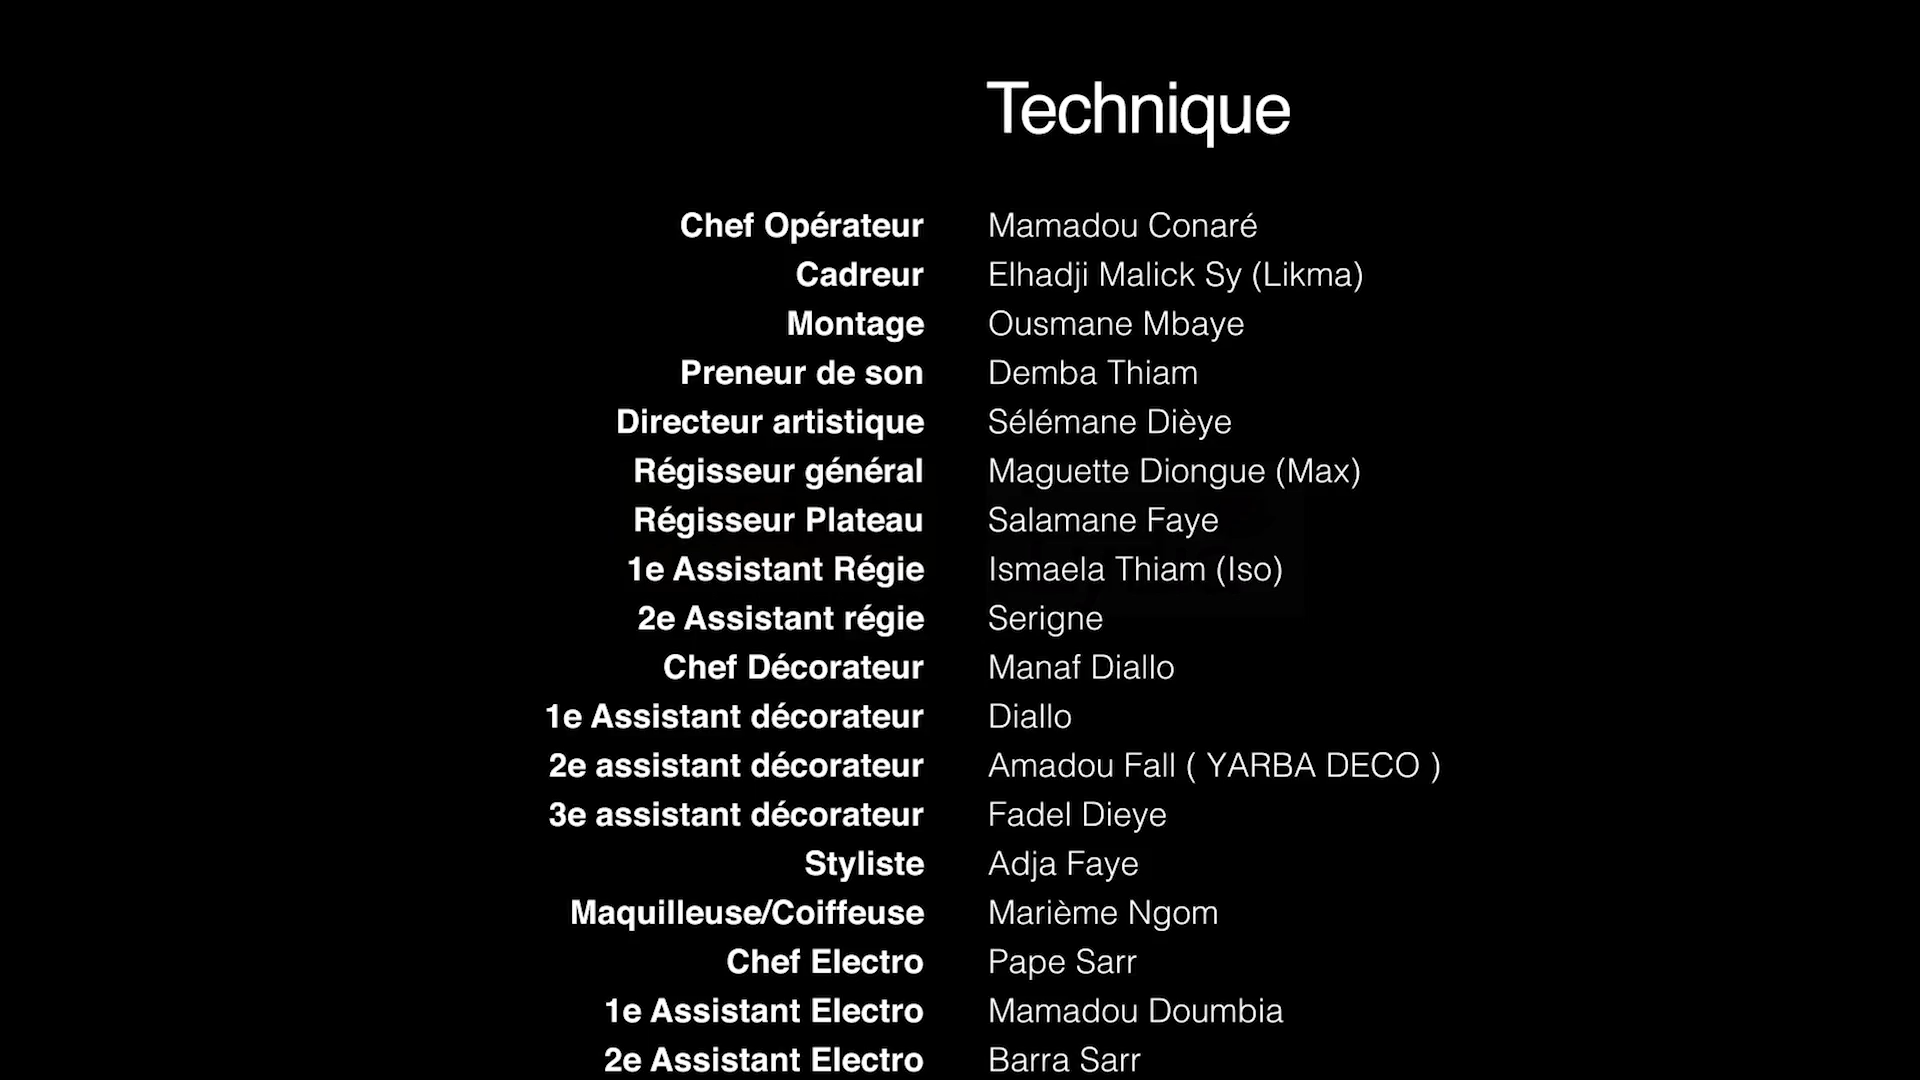 Technique
Chef Opérateur Mamadou Conaré
Cadreur Elhadji Malick Sy (Likma)
Montage Ousmane Mbaye
Preneur de son Demba Thiam
Directeur artistique Sélémane Dièye
Régisseur général Maguette Diongue (Max)
Régisseur Plateau Salamane Faye
1e Assistant Régie Ismaela Thiam (Iso)
2e Assistant régie Serigne
Chef Décorateur Manaf Diallo
1e Assistant décorateur Diallo
2e assistant décorateur Amadou Fall ( YARBA DECO )
3e assistant décorateur Fadel Dieye
Styliste Adja Faye
Maquilleuse/Coiffeuse Marième Ngom
Chef Electro Pape Sarr
1e Assistant Electro Mamadou Doumbia
2e Assistant Electro Barra Sarr